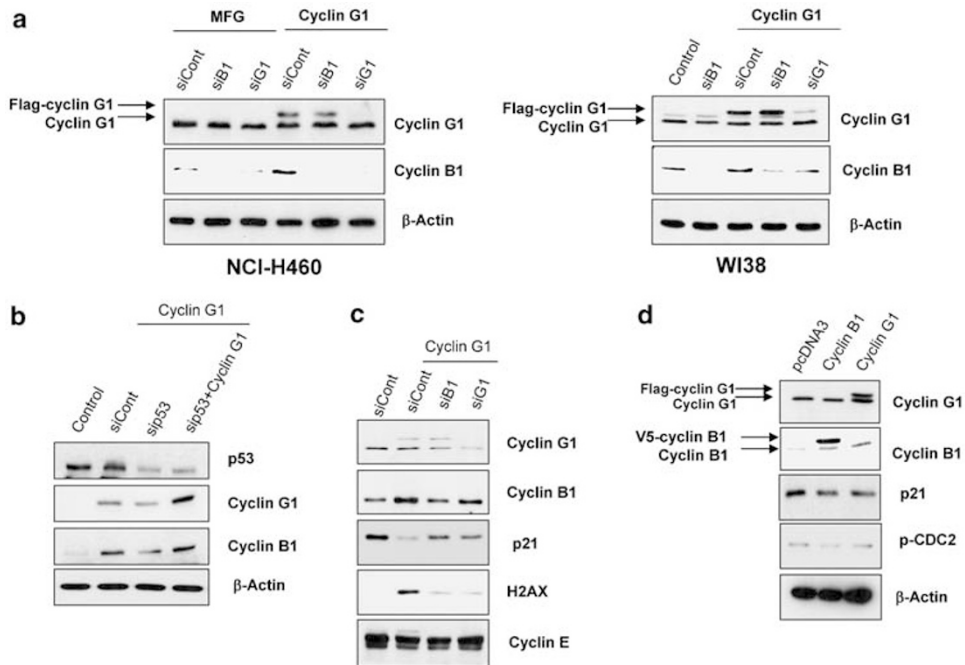 a
MFG Cyclin G1
siCont siB1 siG1 siCont siB1 siG1
Flag-cyclin G1
Cyclin G1
Cyclin G1
Cyclin B1
β-Actin
NCI-H460
Cyclin G1
Control siB1 siCont siB1 siG1
Flag-cyclin G1
Cyclin G1
Cyclin G1
Cyclin B1
β-Actin
WI38
b
Cyclin G1
Control siCont sip53 sip53+Cyclin G1
p53
Cyclin G1
Cyclin B1
β-Actin
c
Cyclin G1
siCont siCont siB1 siG1
Cyclin G1
Cyclin B1
p21
H2AX
Cyclin E
d
pcDNA3 Cyclin B1 Cyclin G1
Flag-cyclin G1
Cyclin G1
Cyclin G1
V5-cyclin B1
Cyclin B1
Cyclin B1
p21
p-CDC2
β-Actin